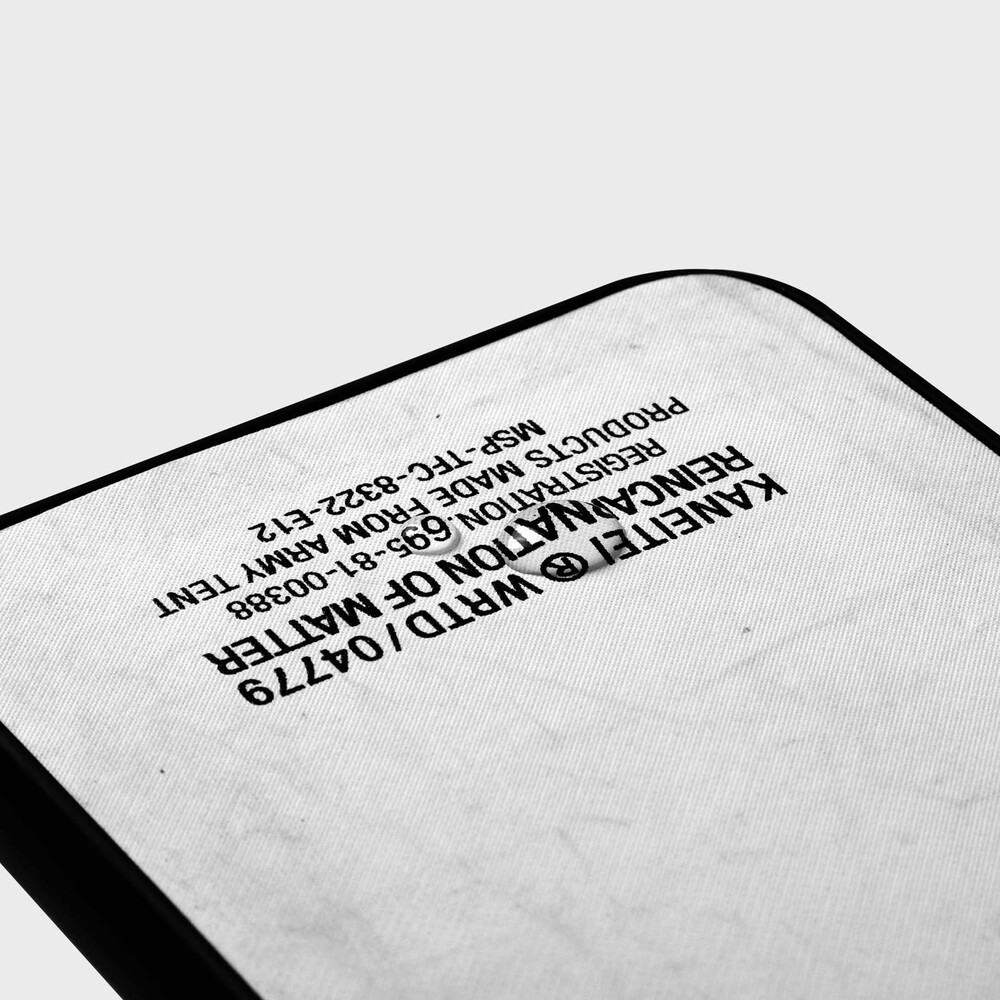 KANEITEI ® WRTD / 04779
REINCARNATION OF MATTER
REGISTRATION. 695-81-00388
PRODUCTS MADE FROM ARMY TENT
MSP-TFC-8322-E12